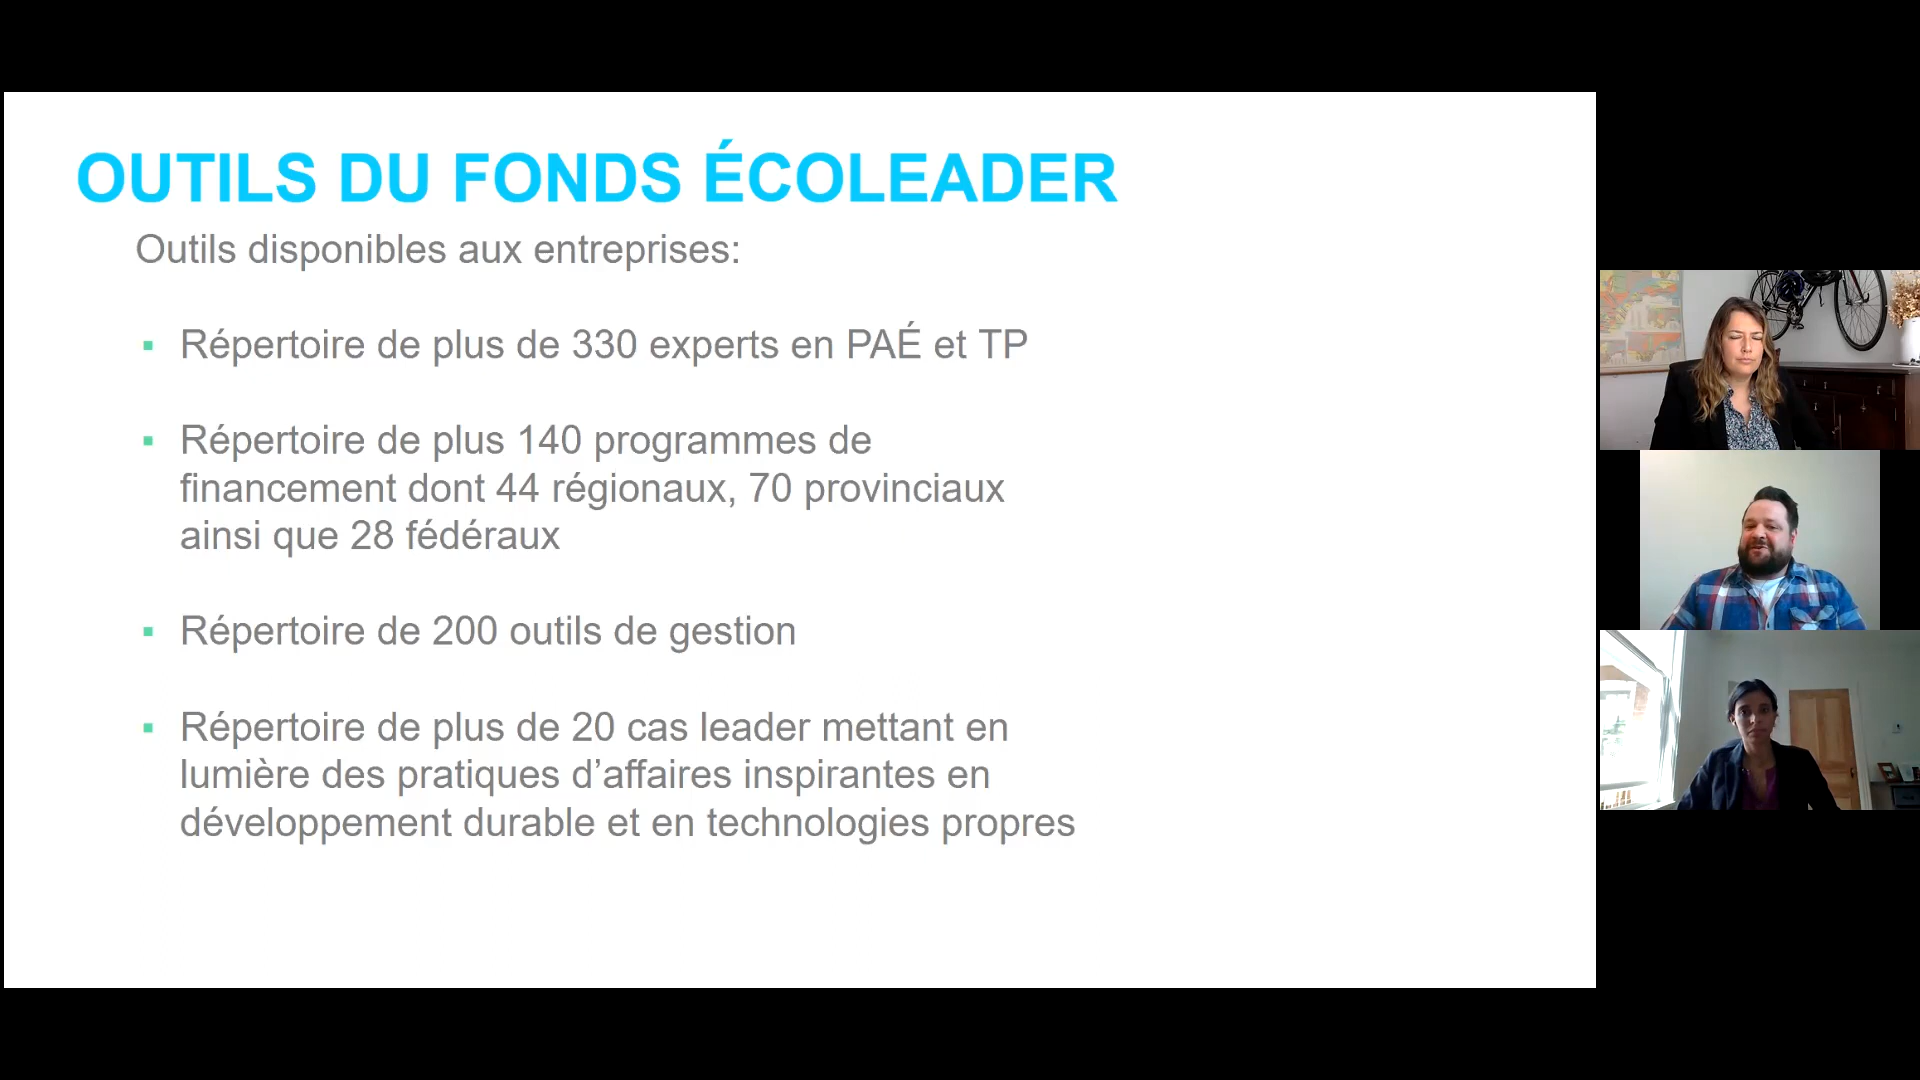 OUTILS DU FONDS ÉCOLEADER
Outils disponibles aux entreprises:
▪ Répertoire de plus de 330 experts en PAÉ et TP
▪ Répertoire de plus 140 programmes de
financement dont 44 régionaux, 70 provinciaux
ainsi que 28 fédéraux
▪ Répertoire de 200 outils de gestion
▪ Répertoire de plus de 20 cas leader mettant en
lumière des pratiques d’affaires inspirantes en
développement durable et en technologies propres